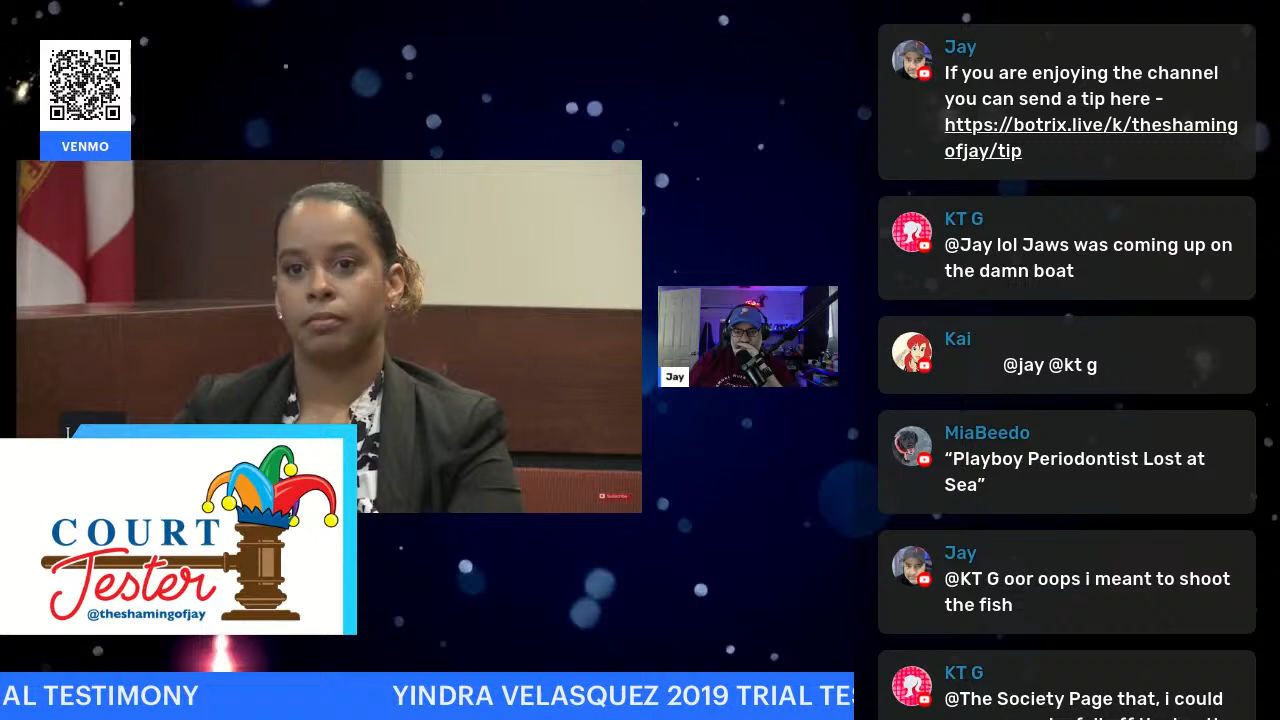 VENMO
Jay
COURT
Jester
@theshamingofjay
AL TESTIMONY
YINDRA VELASQUEZ 2019 TRIAL TES
Jay
If you are enjoying the channel
you can send a tip here -
https://botrix.live/k/theshaming
ofjay/tip
KT G
@Jay lol Jaws was coming up on
the damn boat
Kai
@jay @kt g
MiaBeedo
“Playboy Periodontist Lost at
Sea”
Jay
@KT G oor oops i meant to shoot
the fish
KT G
@The Society Page that, i could